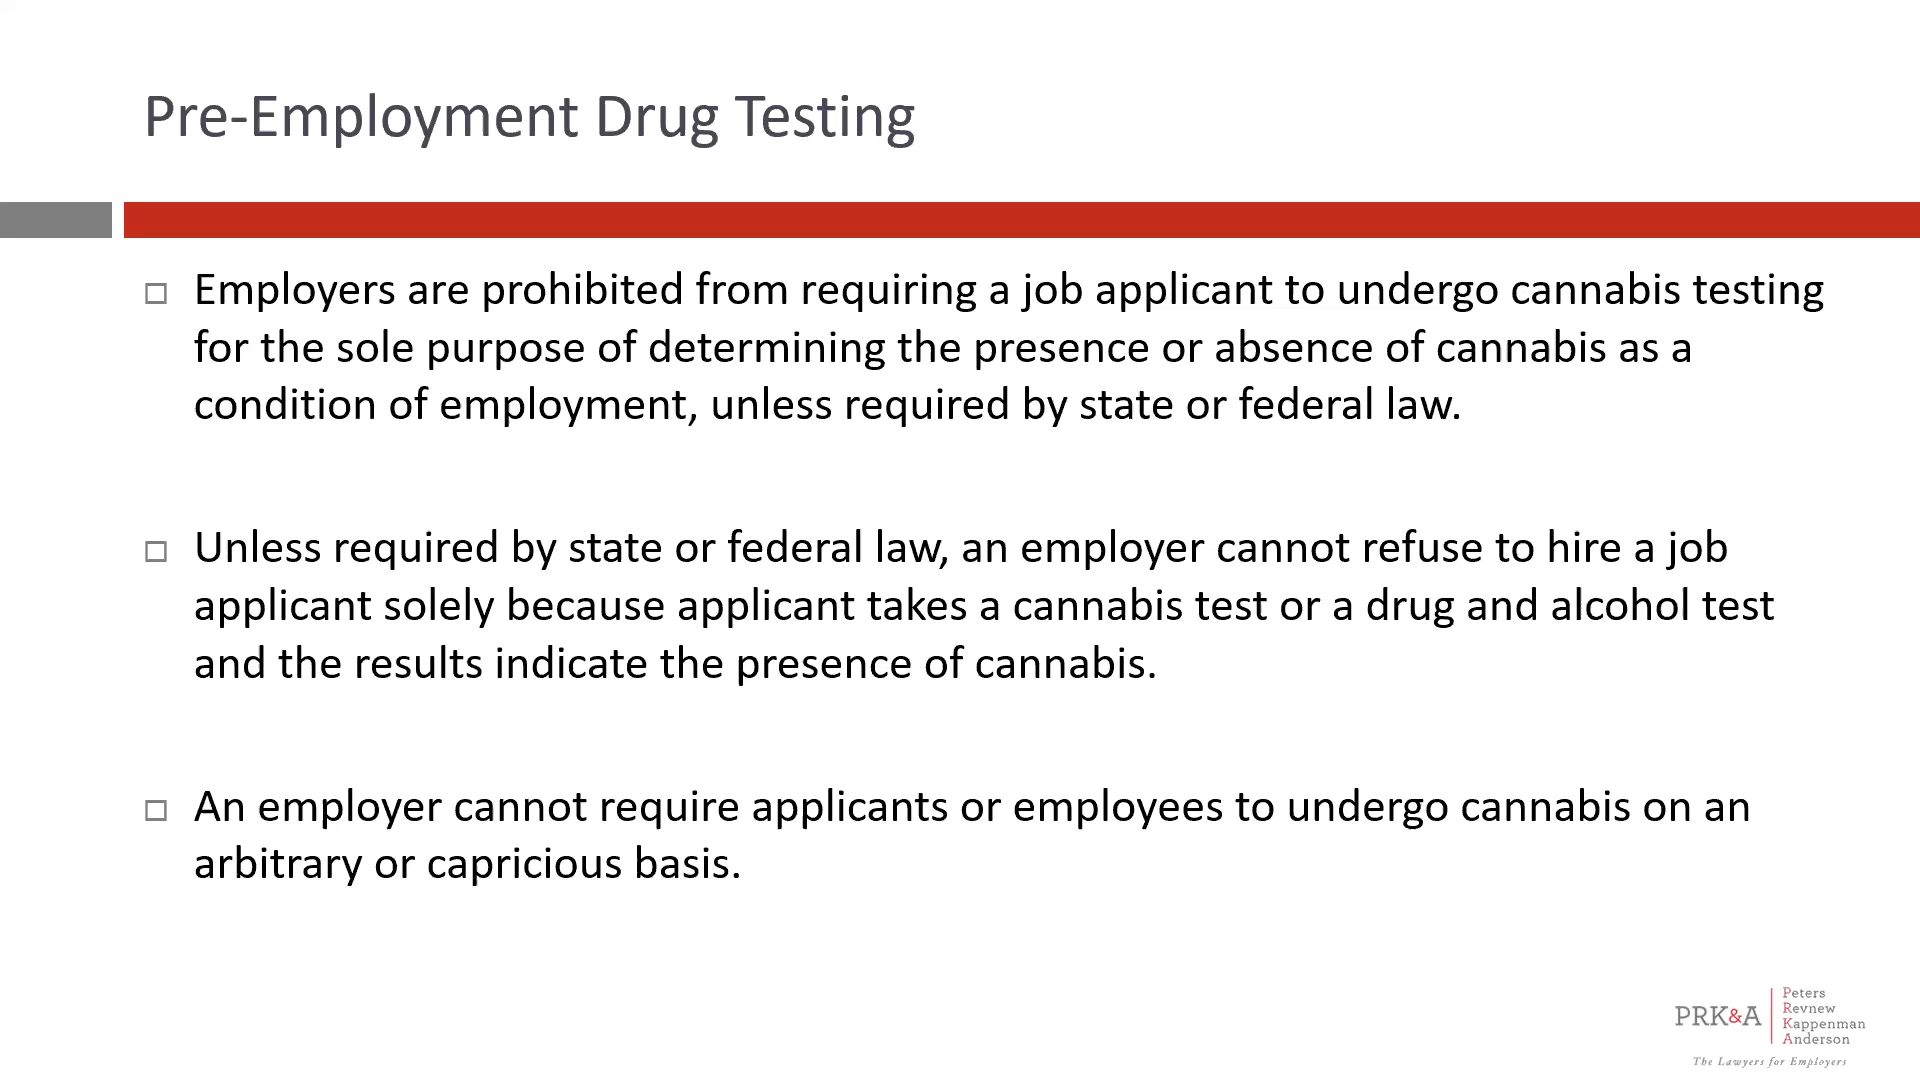 Pre-Employment Drug Testing
Employers are prohibited from requiring a job applicant to undergo cannabis testing
for the sole purpose of determining the presence or absence of cannabis as a
condition of employment, unless required by state or federal law.
Unless required by state or federal law, an employer cannot refuse to hire a job
applicant solely because applicant takes a cannabis test or a drug and alcohol test
and the results indicate the presence of cannabis.
An employer cannot require applicants or employees to undergo cannabis on an
arbitrary or capricious basis.
PRK&A
Peters
Revnew
Kappenman
Anderson
The Lawyers for Employers